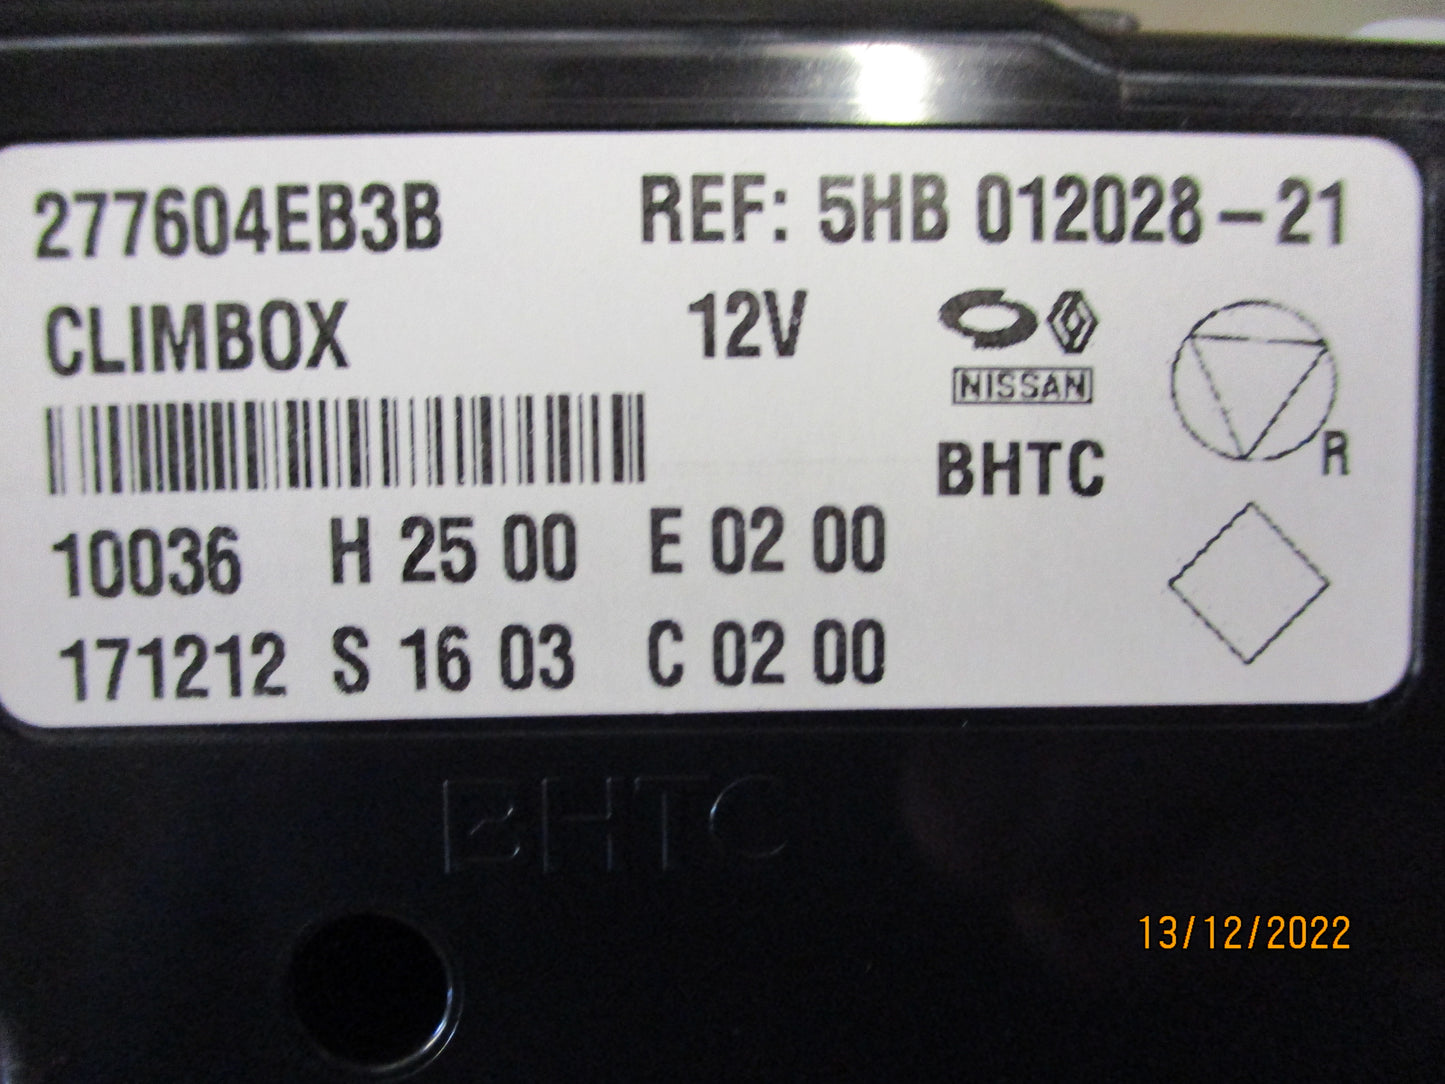 277604EB3B REF: 5HB 012028-21
CLIMBOX 12V
NISSAN
BHTC
R
10036 H 25 00 E 02 00
171212 S 16 03 C 02 00
BHTC
13/12/2022